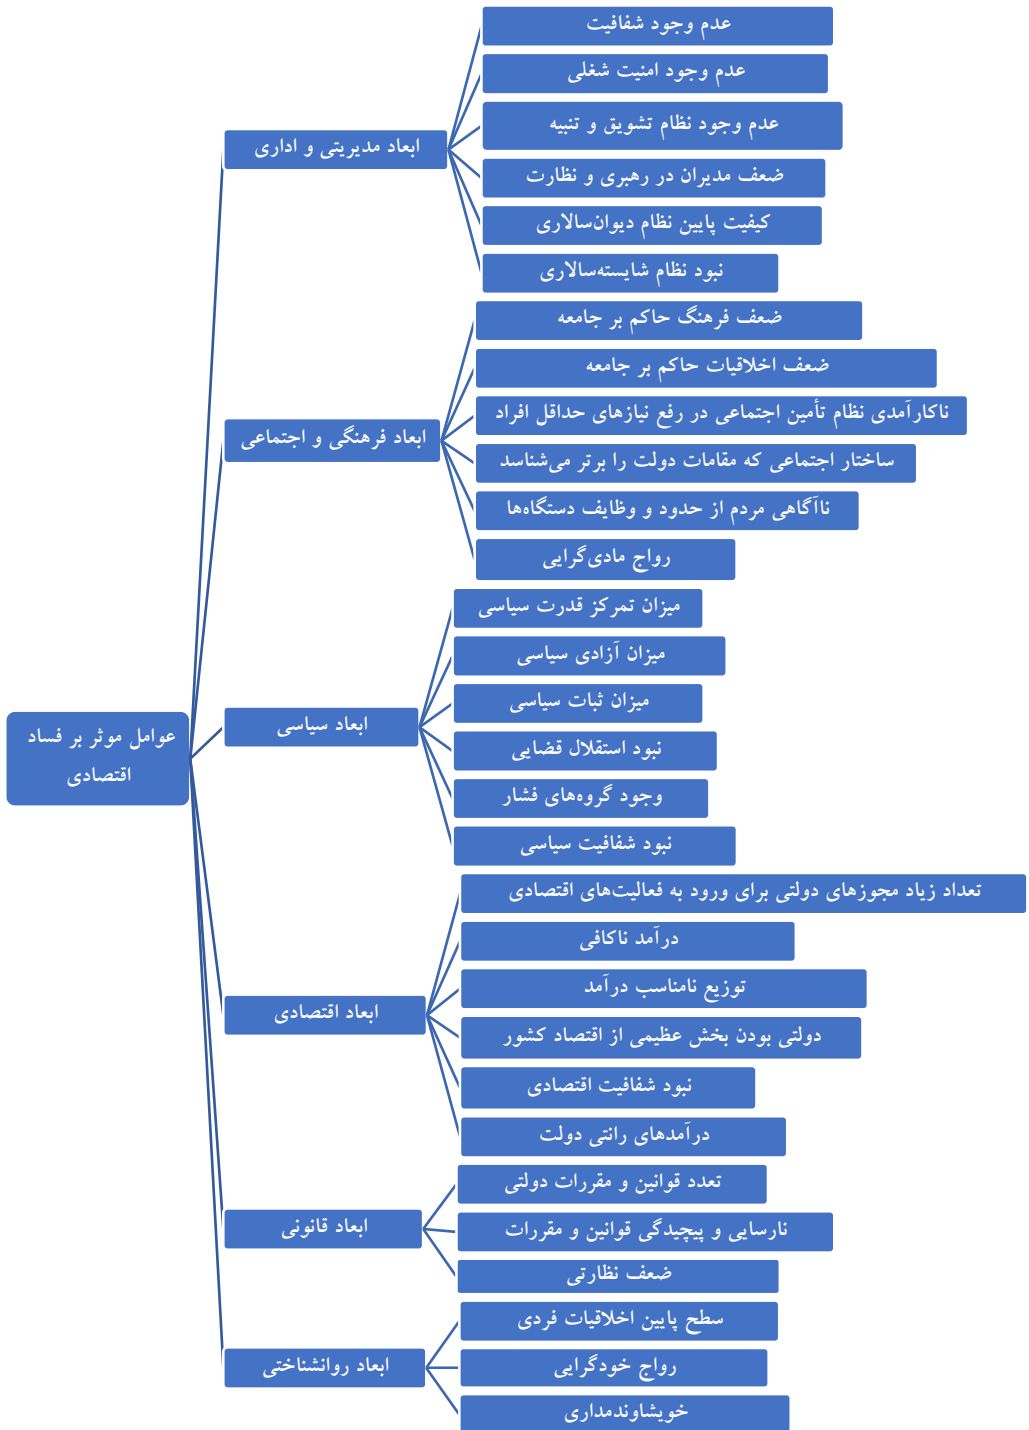 عوامل موثر بر فساد
اقتصادی
ابعاد مدیریتی و اداری
عدم وجود شفافیت
عدم وجود امنیت شغلی
عدم وجود نظام تشویق و تنبیه
ضعف مدیران در رهبری و نظارت
کیفیت پایین نظام دیوان‌سالاری
نبود نظام شایسته‌سالاری
ابعاد فرهنگی و اجتماعی
ضعف فرهنگ حاکم بر جامعه
ضعف اخلاقیات حاکم بر جامعه
ناکارآمدی نظام تأمین اجتماعی در رفع نیازهای حداقل افراد
ساختار اجتماعی که مقامات دولت را برتر می‌شناسد
ناآگاهی مردم از حدود و وظایف دستگاه‌ها
رواج مادی‌گرایی
ابعاد سیاسی
میزان تمرکز قدرت سیاسی
میزان آزادی سیاسی
میزان ثبات سیاسی
نبود استقلال قضایی
وجود گروه‌های فشار
نبود شفافیت سیاسی
ابعاد اقتصادی
تعداد زیاد مجوزهای دولتی برای ورود به فعالیت‌های اقتصادی
درآمد ناکافی
توزیع نامناسب درآمد
دولتی بودن بخش عظیمی از اقتصاد کشور
نبود شفافیت اقتصادی
درآمدهای رانتی دولت
ابعاد قانونی
تعدد قوانین و مقررات دولتی
نارسایی و پیچیدگی قوانین و مقررات
ضعف نظارتی
ابعاد روانشناختی
سطح پایین اخلاقیات فردی
رواج خودگرایی
خویشاوندمداری